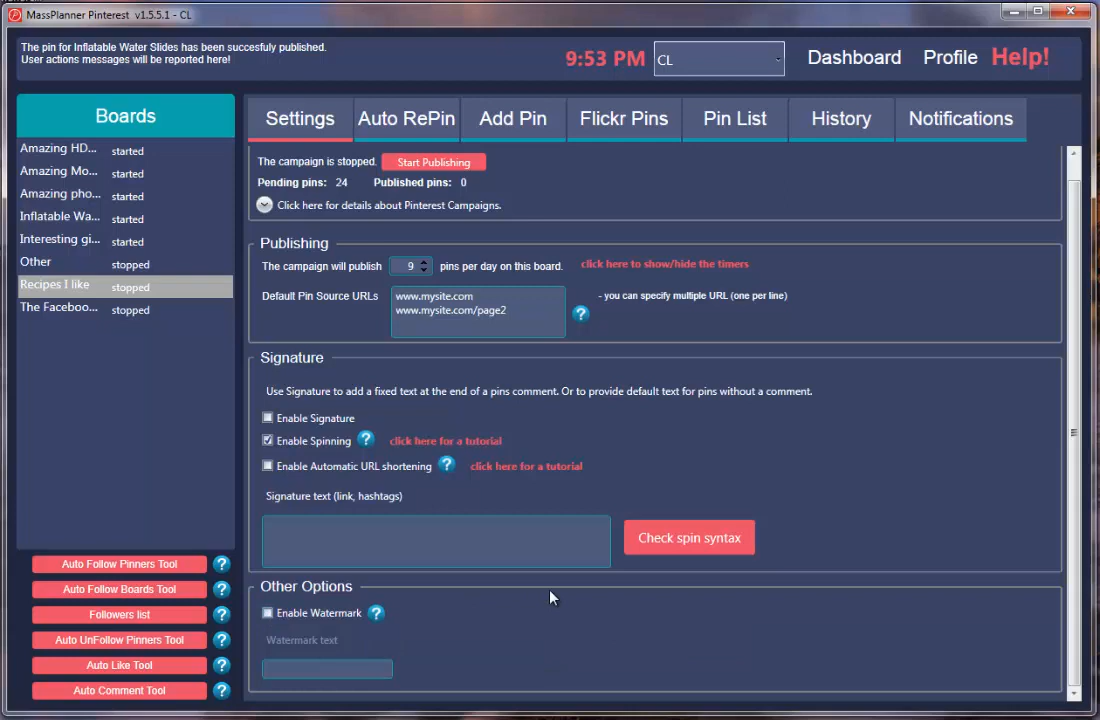 MassPlanner Pinterest v1.5.5.1 - CL
The pin for Inflatable Water Slides has been succesfuly published.
User actions messages will be reported here!
9:53 PM
CL
Dashboard
Profile
Help!
Boards
Amazing HD... started
Amazing Mo... started
Amazing pho... started
Inflatable Wa... started
Interesting gi... started
Other stopped
Recipes I like stopped
The Faceboo... stopped
Auto Follow Pinners Tool ?
Auto Follow Boards Tool ?
Followers list ?
Auto UnFollow Pinners Tool ?
Auto Like Tool ?
Auto Comment Tool ?
Settings
Auto RePin
Add Pin
Flickr Pins
Pin List
History
Notifications
The campaign is stopped. Start Publishing
Pending pins: 24 Published pins: 0
Click here for details about Pinterest Campaigns.
Publishing
The campaign will publish 9 pins per day on this board. click here to show/hide the timers
Default Pin Source URLs
www.mysite.com
www.mysite.com/page2
? - you can specify multiple URL (one per line)
Signature
Use Signature to add a fixed text at the end of a pins comment. Or to provide default text for pins without a comment.
Enable Signature
Enable Spinning ? click here for a tutorial
Enable Automatic URL shortening ? click here for a tutorial
Signature text (link, hashtags)
Check spin syntax
Other Options
Enable Watermark ?
Watermark text